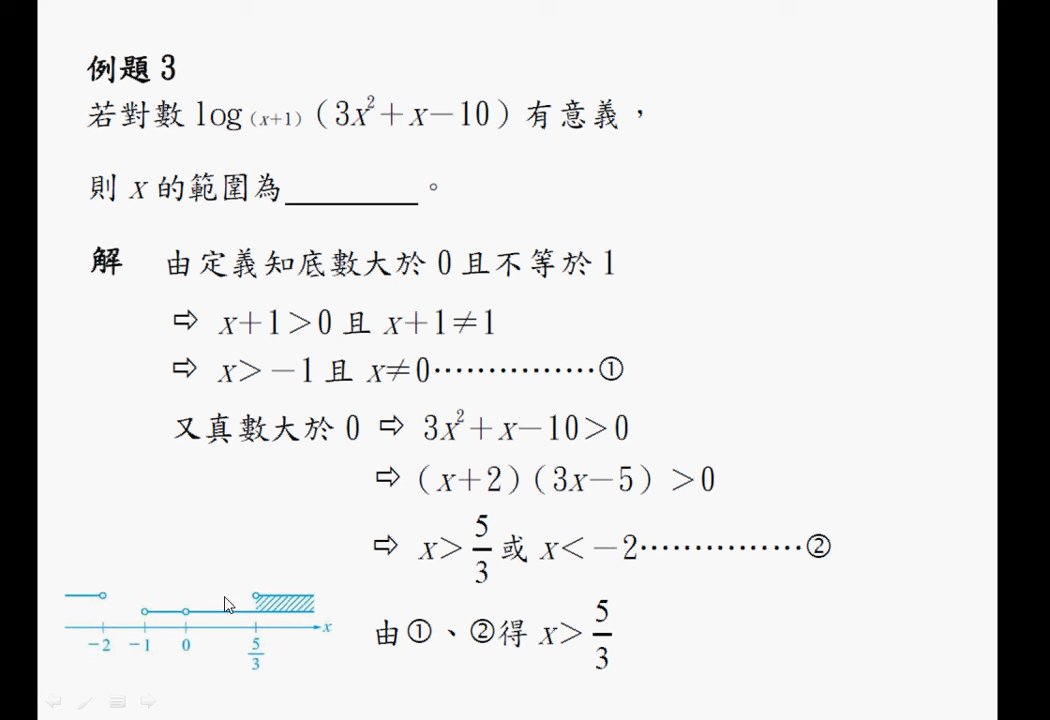 例題 3
若對數 log (x+1) (3x²+x−10) 有意義，
則 x 的範圍為________。
解 由定義知底數大於 0 且不等於 1
⇨ x+1>0 且 x+1≠1
⇨ x>−1 且 x≠0……………①
又真數大於 0 ⇨ 3x²+x−10>0
⇨ (x+2)(3x−5)>0
⇨ x>5/3 或 x<−2……………②
由①、②得 x>5/3
−2 −1 0 5/3 x